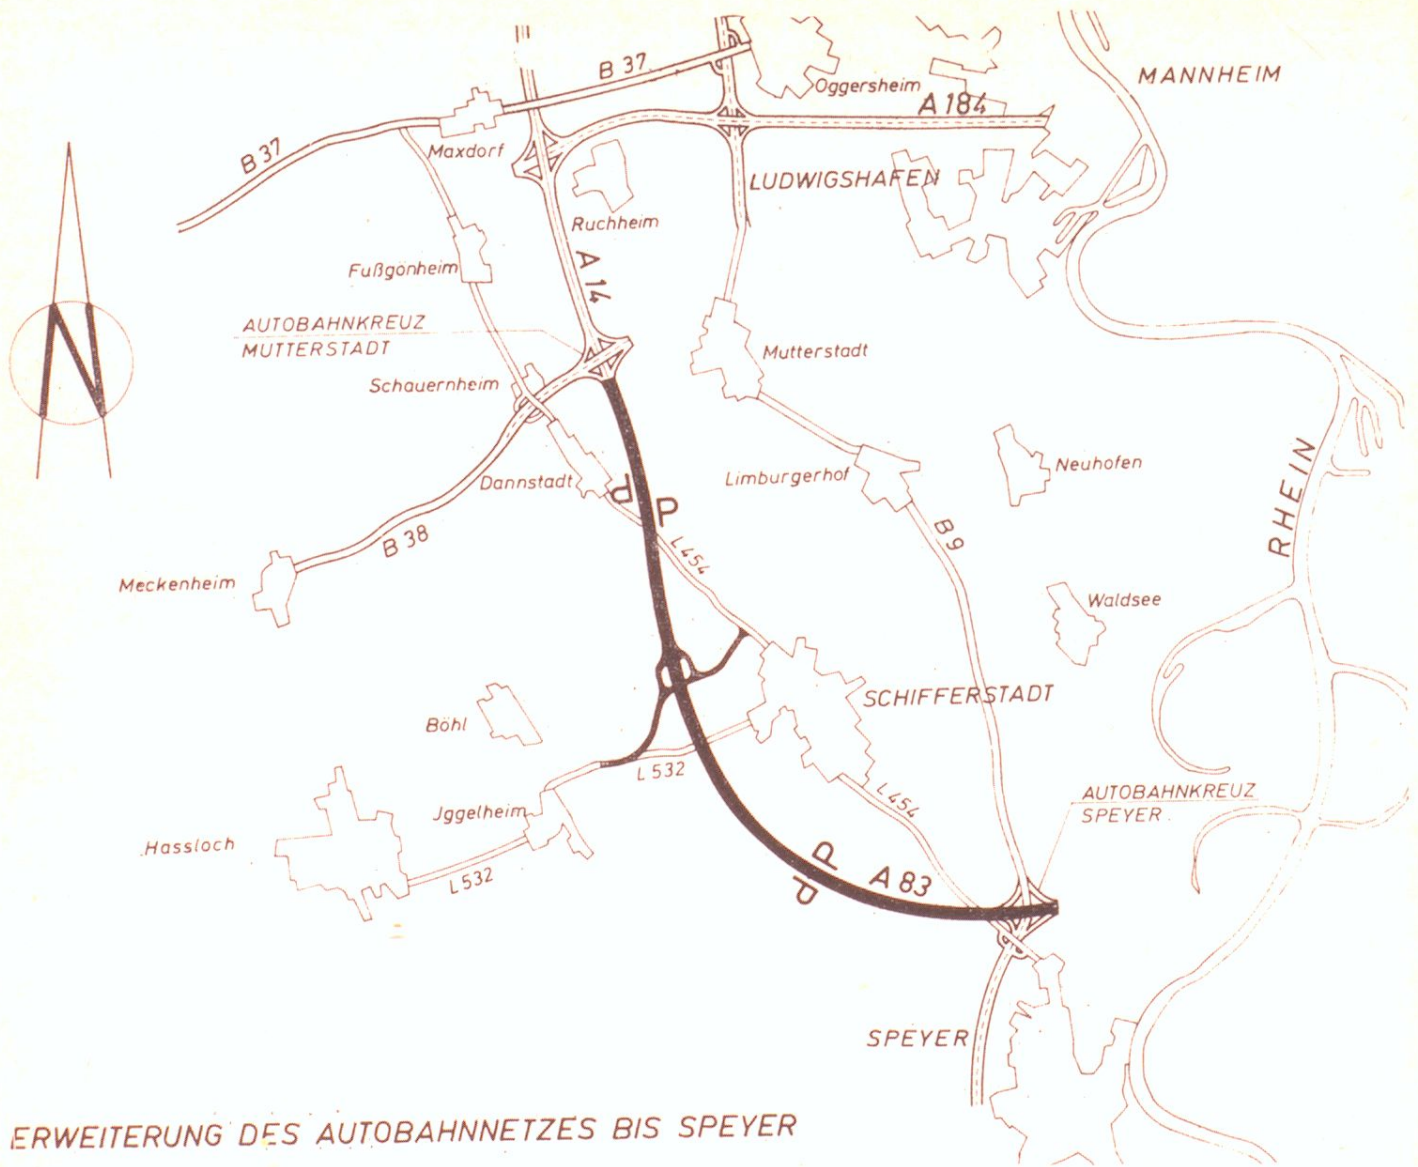 MANNHEIM
B 37
Oggersheim
A 184
B 37
Maxdorf
LUDWIGSHAFEN
Ruchheim
Fußgönheim
A 14
AUTOBAHNKREUZ
MUTTERSTADT
Mutterstadt
Schauernheim
Neuhofen
Limburgerhof
Dannstadt
P
P
RHEIN
B 9
B 38
L 454
Meckenheim
Waldsee
SCHIFFERSTADT
Böhl
L 532
L 454
AUTOBAHNKREUZ
SPEYER
Jggelheim
Hassloch
L 532
P
P
A 83
SPEYER
ERWEITERUNG DES AUTOBAHNNETZES BIS SPEYER
N